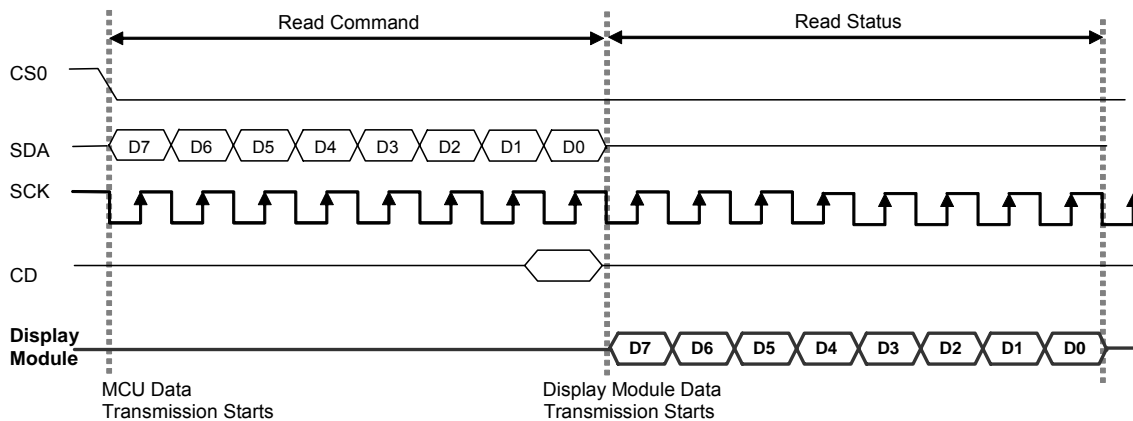 Read Command
Read Status
CS0
SDA
D7 D6 D5 D4 D3 D2 D1 D0
SCK
CD
Display
Module
D7 D6 D5 D4 D3 D2 D1 D0
MCU Data
Transmission Starts
Display Module Data
Transmission Starts